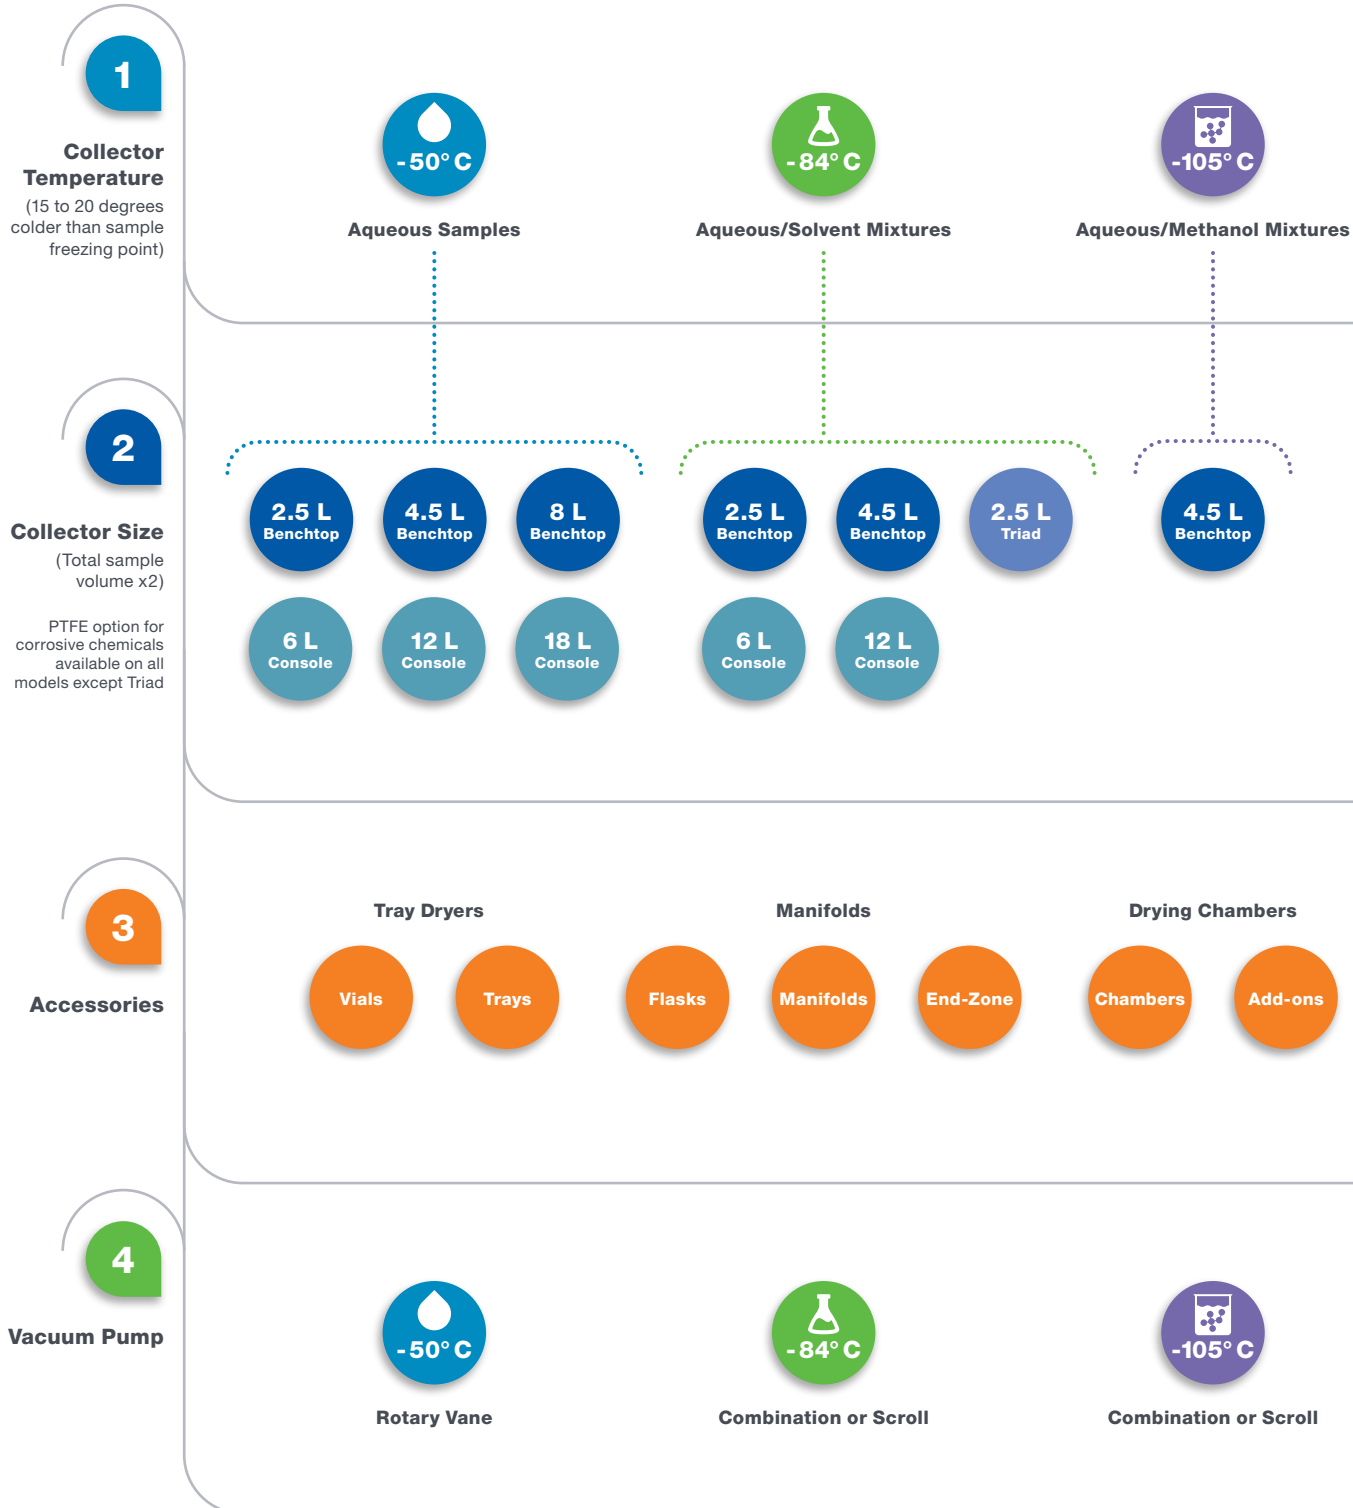 1
Collector
Temperature
(15 to 20 degrees
colder than sample
freezing point)
-50° C
Aqueous Samples
-84° C
Aqueous/Solvent Mixtures
-105° C
Aqueous/Methanol Mixtures
2
Collector Size
(Total sample
volume x2)
PTFE option for
corrosive chemicals
available on all
models except Triad
2.5 L
Benchtop
4.5 L
Benchtop
8 L
Benchtop
6 L
Console
12 L
Console
18 L
Console
2.5 L
Benchtop
4.5 L
Benchtop
2.5 L
Triad
6 L
Console
12 L
Console
4.5 L
Benchtop
3
Accessories
Tray Dryers
Vials
Trays
Manifolds
Flasks
Manifolds
End-Zone
Drying Chambers
Chambers
Add-ons
4
Vacuum Pump
-50° C
Rotary Vane
-84° C
Combination or Scroll
-105° C
Combination or Scroll